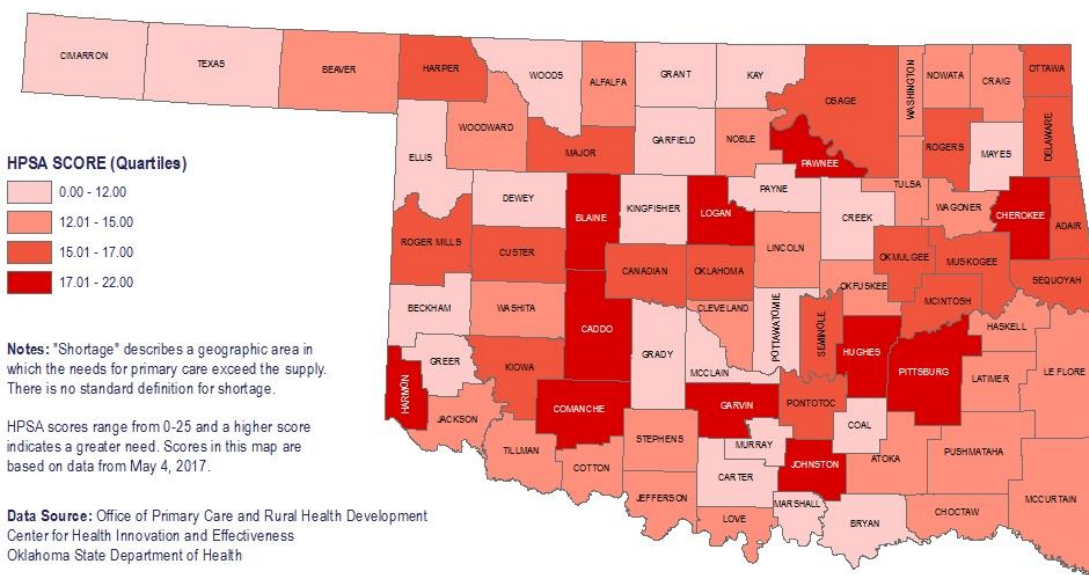 CIMARRON
TEXAS
BEAVER
HARPER
WOODS
ALFALFA
GRANT
KAY
OSAGE
WASHINGTON
NOWATA
CRAIG
OTTAWA
ELLIS
WOODWARD
MAJOR
GARFIELD
NOBLE
PAWNEE
ROGERS
MAYES
DELAWARE
HPSA SCORE (Quartiles)
0.00 - 12.00
12.01 - 15.00
15.01 - 17.00
17.01 - 22.00
DEWEY
BLAINE
KINGFISHER
LOGAN
PAYNE
CREEK
TULSA
WAGONER
CHEROKEE
ADAIR
ROGER MILLS
CUSTER
CANADIAN
OKLAHOMA
LINCOLN
OKMULGEE
MUSKOGEE
SEQUOYAH
BECKHAM
WASHITA
CADDO
GRADY
CLEVELAND
POTTAWATOMIE
SEMINOLE
OKFUSKEE
MCINTOSH
HASKELL
GREER
KIOWA
MCCLAIN
HUGHES
PITTSBURG
LATIMER
LE FLORE
HARMON
JACKSON
COMANCHE
GARVIN
PONTOTOC
COAL
TILLMAN
COTTON
STEPHENS
MURRAY
JOHNSTON
ATOKA
PUSHMATAHA
JEFFERSON
CARTER
LOVE
MARSHALL
BRYAN
CHOCTAW
MCCURTAIN
Notes: "Shortage" describes a geographic area in
which the needs for primary care exceed the supply.
There is no standard definition for shortage.
HPSA scores range from 0-25 and a higher score
indicates a greater need. Scores in this map are
based on data from May 4, 2017.
Data Source: Office of Primary Care and Rural Health Development
Center for Health Innovation and Effectiveness
Oklahoma State Department of Health